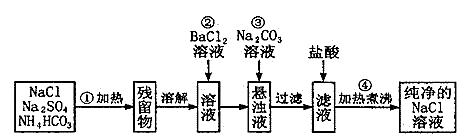 ② ③
BaCl₂ Na₂CO₃ 盐酸
溶液 溶液
NaCl
Na₂SO₄
NH₄HCO₃
①加热
残留物
溶解
溶液
悬浊液
过滤
滤液
④
加热煮沸
纯净的
NaCl
溶液